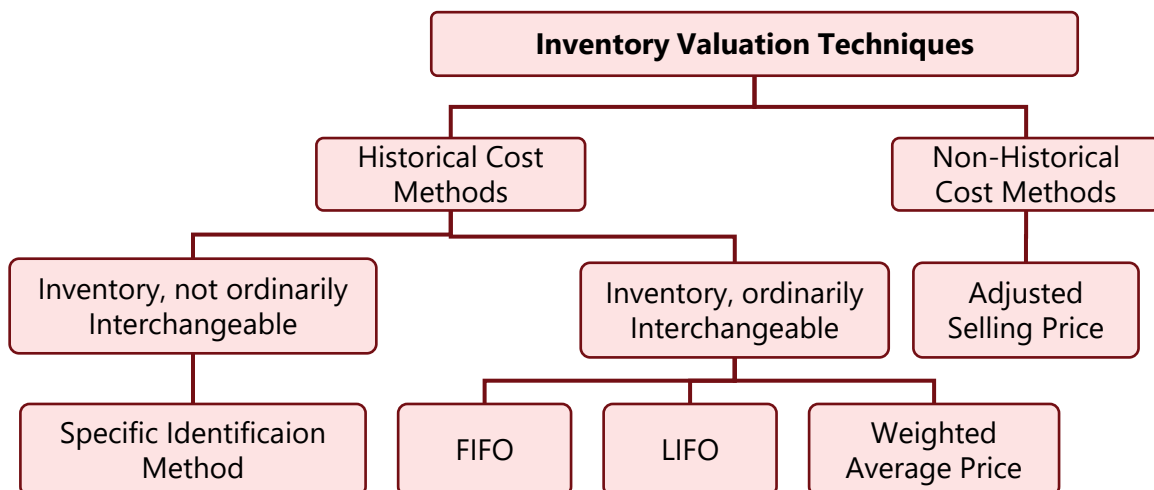 Inventory Valuation Techniques
Historical Cost
Methods
Non-Historical
Cost Methods
Inventory, not ordinarily
Interchangeable
Inventory, ordinarily
Interchangeable
Adjusted
Selling Price
Specific Identificaion
Method
FIFO
LIFO
Weighted
Average Price